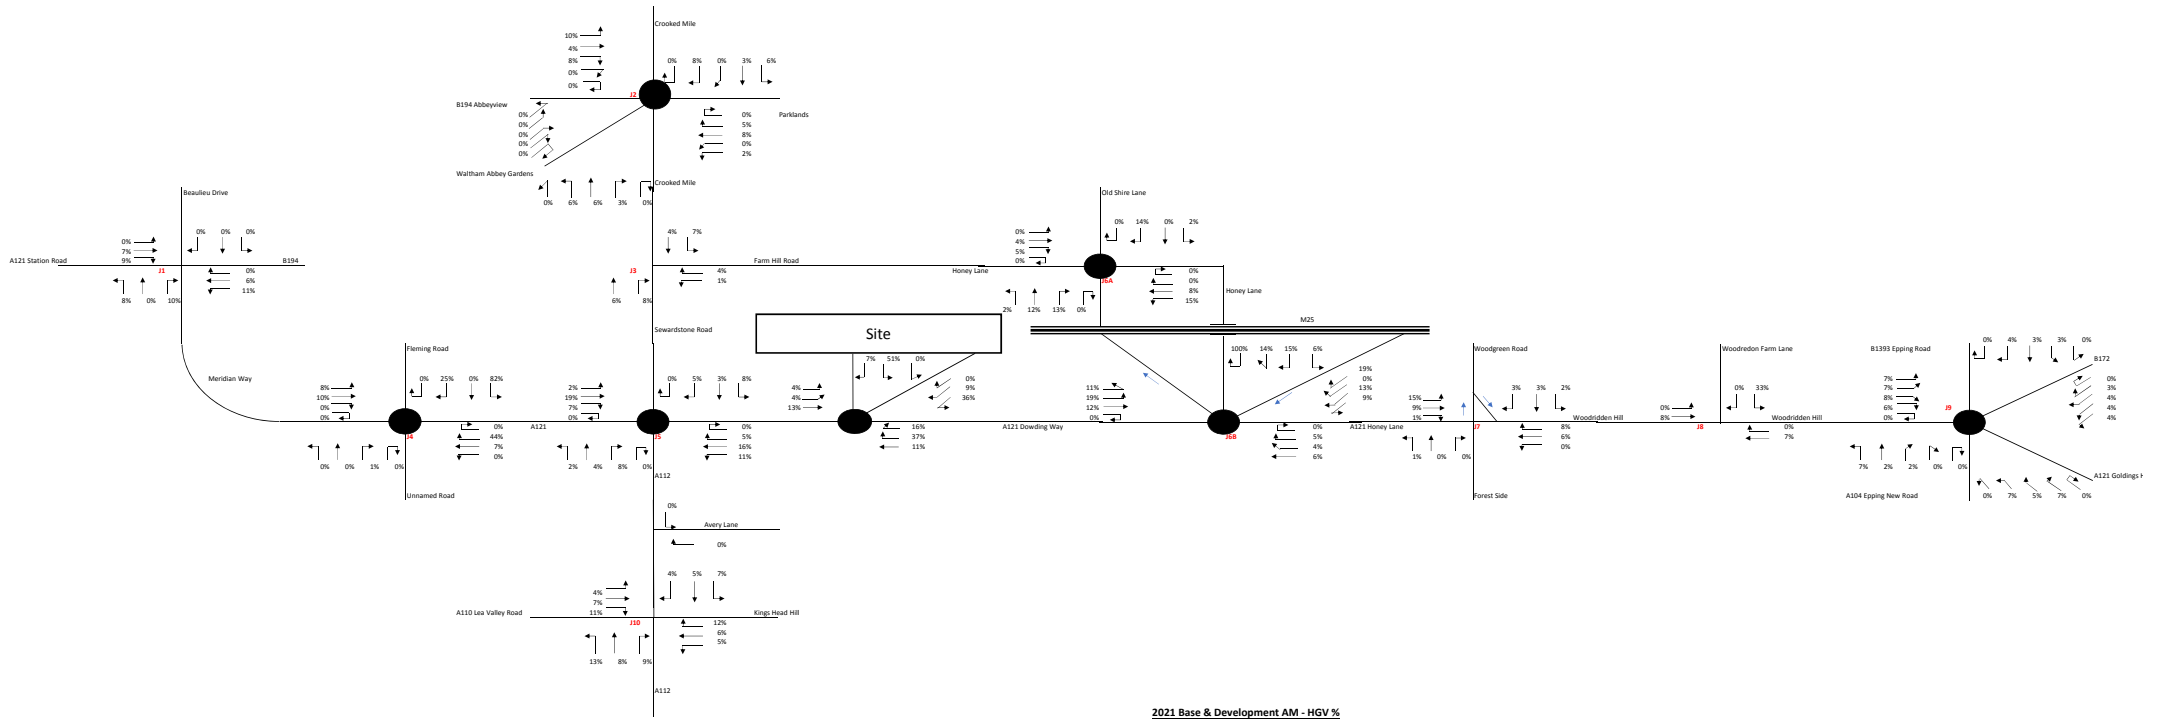 Crooked Mile
10%
4%
8%
0%
0%
0% 8% 0% 3% 6%
J2
B194 Abbeyview
Parklands
0%
0%
0%
0%
0%
0%
5%
8%
0%
2%
Waltham Abbey Gardens
Crooked Mile
0% 6% 6% 3% 0%
Beaulieu Drive
0%
7%
9%
0% 0% 0%
A121 Station Road
J1
B194
0%
6%
11%
8% 0% 10%
Meridian Way
4% 7%
J3
Farm Hill Road
4%
1%
6% 8%
Sewardstone Road
Old Shire Lane
0%
4%
5%
0%
0% 14% 0% 2%
Honey Lane
J6A
0%
0%
8%
15%
2% 12% 13% 0%
Honey Lane
M25
Site
Fleming Road
8%
10%
0%
0%
0% 25% 0% 82%
J4
0%
44%
7%
0%
0% 0% 1% 0%
Unnamed Road
A121
2%
19%
7%
0%
0% 5% 3% 8%
J5
0%
5%
16%
11%
2% 4% 8% 0%
A112
7% 51% 0%
4%
4%
13%
0%
9%
36%
16%
37%
11%
A121 Dowding Way
11%
19%
12%
0%
100% 14% 15% 6%
19%
0%
13%
9%
J6B
0%
5%
4%
6%
A121 Honey Lane
Woodgreen Road
15%
9%
1%
3% 3% 2%
J7
8%
6%
0%
1% 0% 0%
Forest Side
Woodridden Hill
Woodredon Farm Lane
0%
8%
0% 33%
J8
Woodridden Hill
0%
7%
B1393 Epping Road
7%
7%
8%
6%
0%
0% 4% 3% 3% 0%
B172
J9
0%
3%
4%
4%
4%
7% 2% 2% 0% 0%
A104 Epping New Road
A121 Goldings H
0% 7% 5% 7% 0%
0%
Avery Lane
0%
4% 5% 7%
4%
7%
11%
A110 Lea Valley Road
J10
Kings Head Hill
12%
6%
5%
13% 8% 9%
A112
2021 Base & Development AM - HGV %